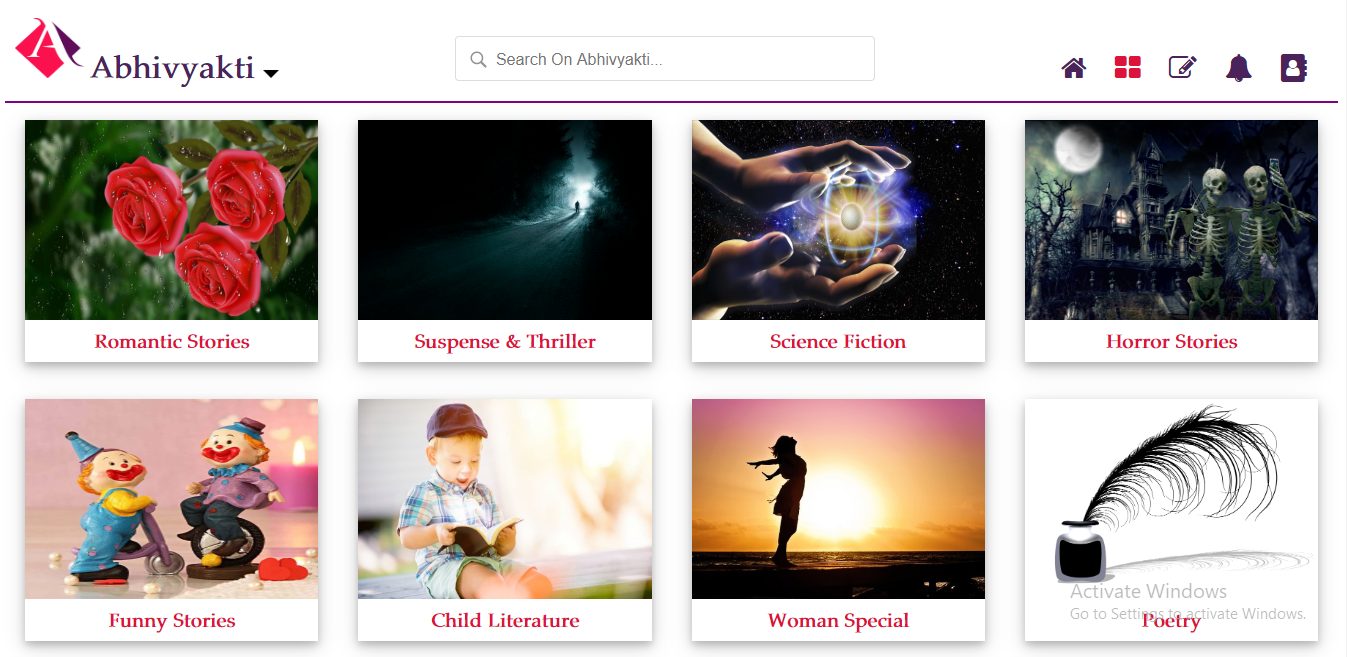 Abhivyakti
Search On Abhivyakti...
Romantic Stories
Suspense & Thriller
Science Fiction
Horror Stories
Funny Stories
Child Literature
Woman Special
Activate Windows
Go to Settings to activate Windows.
Poetry